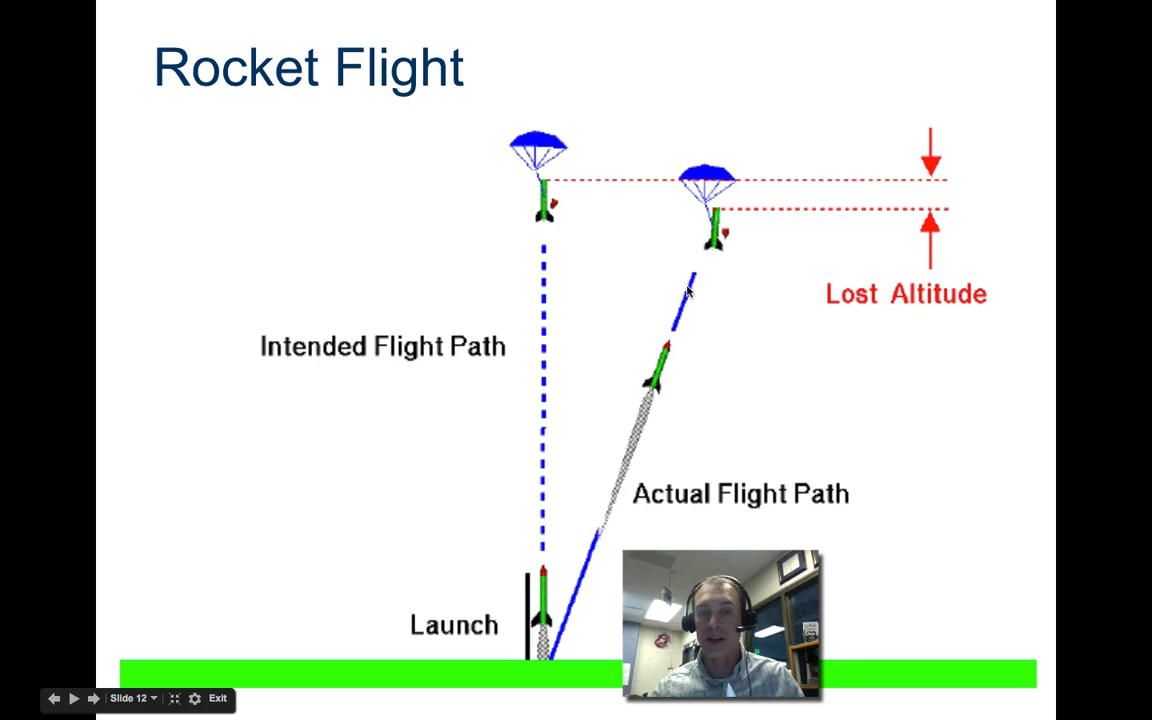 Rocket Flight
Lost Altitude
Intended Flight Path
Actual Flight Path
Launch
Slide 12
Exit